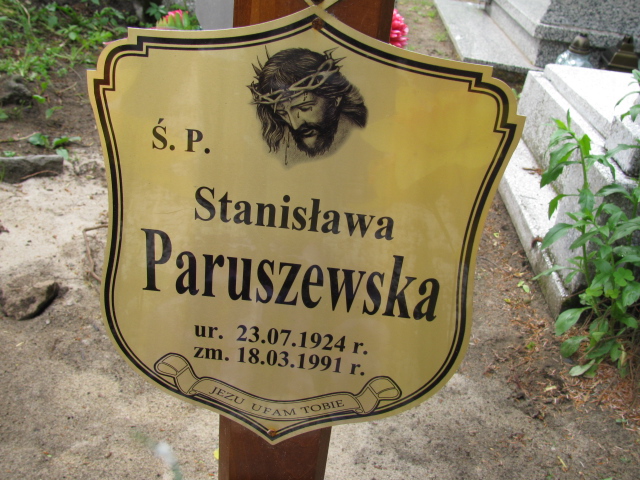 Ś. P.
Stanisława
Paruszewska
ur. 23.07.1924 r.
zm. 18.03.1991 r.
JEZU UFAM TOBIE